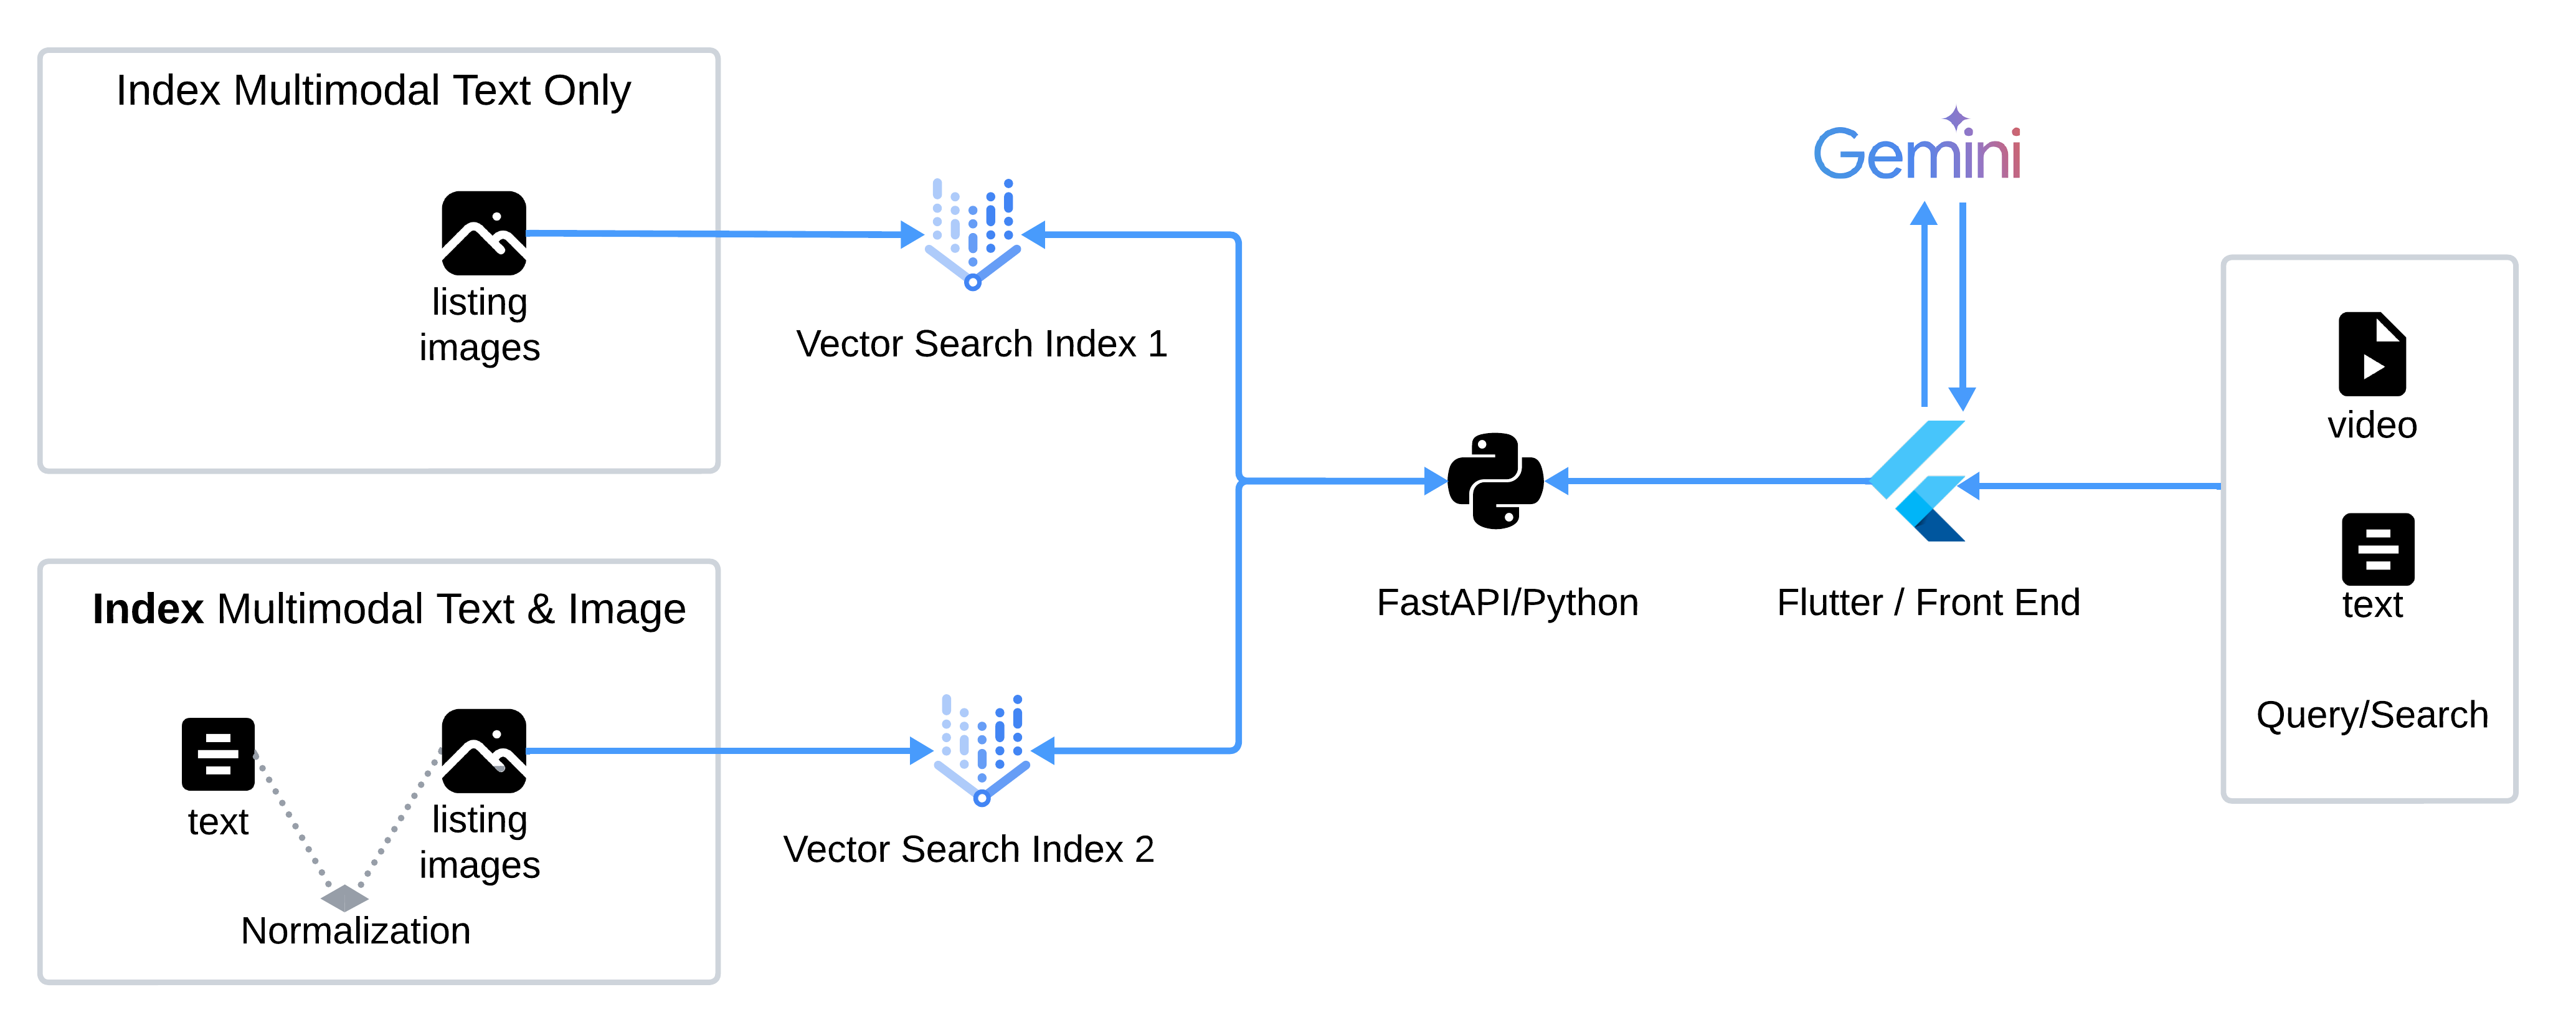 Index Multimodal Text Only
listing
images
Vector Search Index 1
Index Multimodal Text & Image
text
listing
images
Normalization
Vector Search Index 2
FastAPI/Python
Gemini
Flutter / Front End
video
text
Query/Search